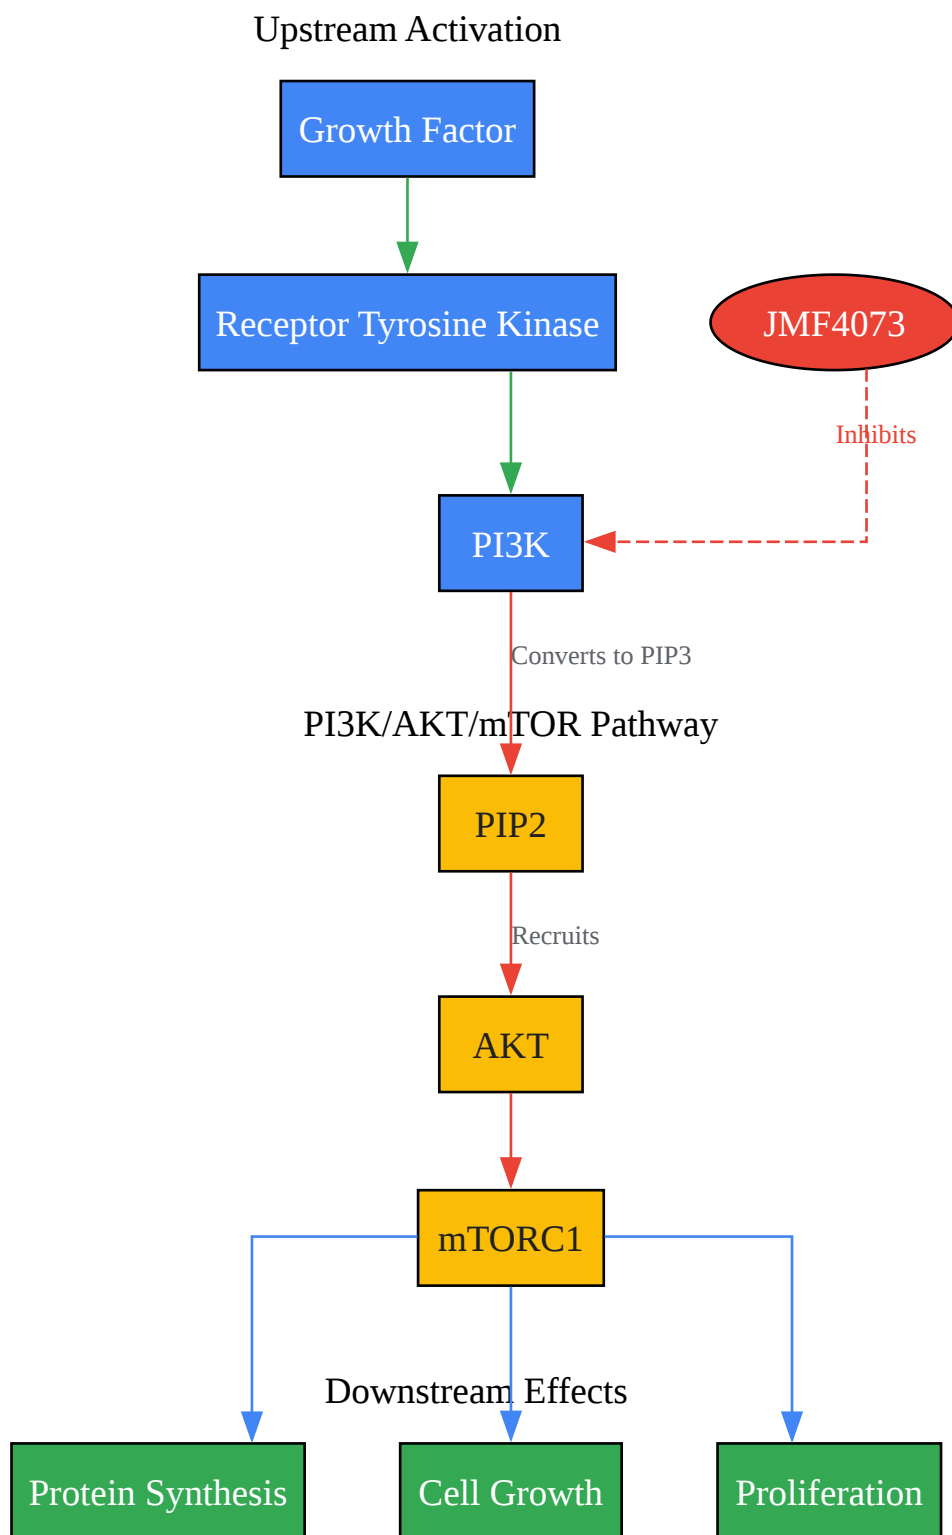 Upstream Activation
Growth Factor
Receptor Tyrosine Kinase
JMF4073
Inhibits
PI3K
Converts to PIP3
PI3K/AKT/mTOR Pathway
PIP2
Recruits
AKT
mTORC1
Downstream Effects
Protein Synthesis
Cell Growth
Proliferation